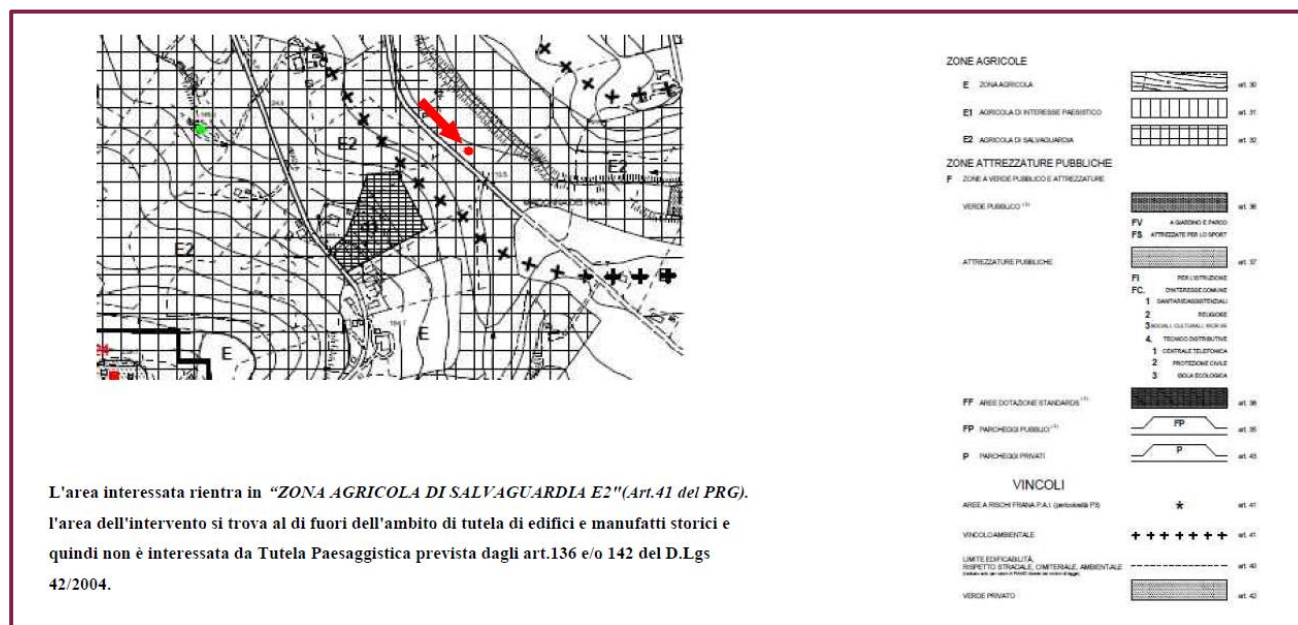 E2
E2
E2
E
E
ZONE AGRICOLE
E ZONA AGRICOLA art. 30
E1 AGRICOLA DI INTERESSE PAESISTICO art. 31
E2 AGRICOLA DI SALVAGUARDIA art. 32
ZONE ATTREZZATURE PUBBLICHE
F ZONE A VERDE PUBBLICO E ATTREZZATURE
VERDE PUBBLICO art. 36
FV A GIARDINO E PARCO
FS ATTREZZATE PER LO SPORT
ATTREZZATURE PUBBLICHE art. 37
FI PER L'ISTRUZIONE
FC. D'INTERESSE COMUNE
1 SANITARIE/ASSISTENZIALI
2 RELIGIOSE
3 SOCIALI, CULTURALI,
4. TECNICO DISTRIBUTIVE
1 CENTRALE TELEFONICA
2 PROTEZIONE CIVILE
3 ISOLA ECOLOGICA
FF AREE DOTAZIONE STANDARDS art. 38
FP PARCHEGGI PUBBLICI FP art. 35
P PARCHEGGI PRIVATI P art. 43
VINCOLI
AREE A RISCHI FRANA P.A.I. * art. 41
VINCOLO AMBIENTALE art. 41
LIMITE EDIFICABILITÀ,
RISPETTO STRADALE, CIMITERIALE, AMBIENTALE art. 40
VERDE PRIVATO art. 42
L'area interessata rientra in “ZONA AGRICOLA DI SALVAGUARDIA E2"(Art.41 del PRG).
l'area dell'intervento si trova al di fuori dell'ambito di tutela di edifici e manufatti storici e
quindi non è interessata da Tutela Paesaggistica prevista dagli art.136 e/o 142 del D.Lgs
42/2004.